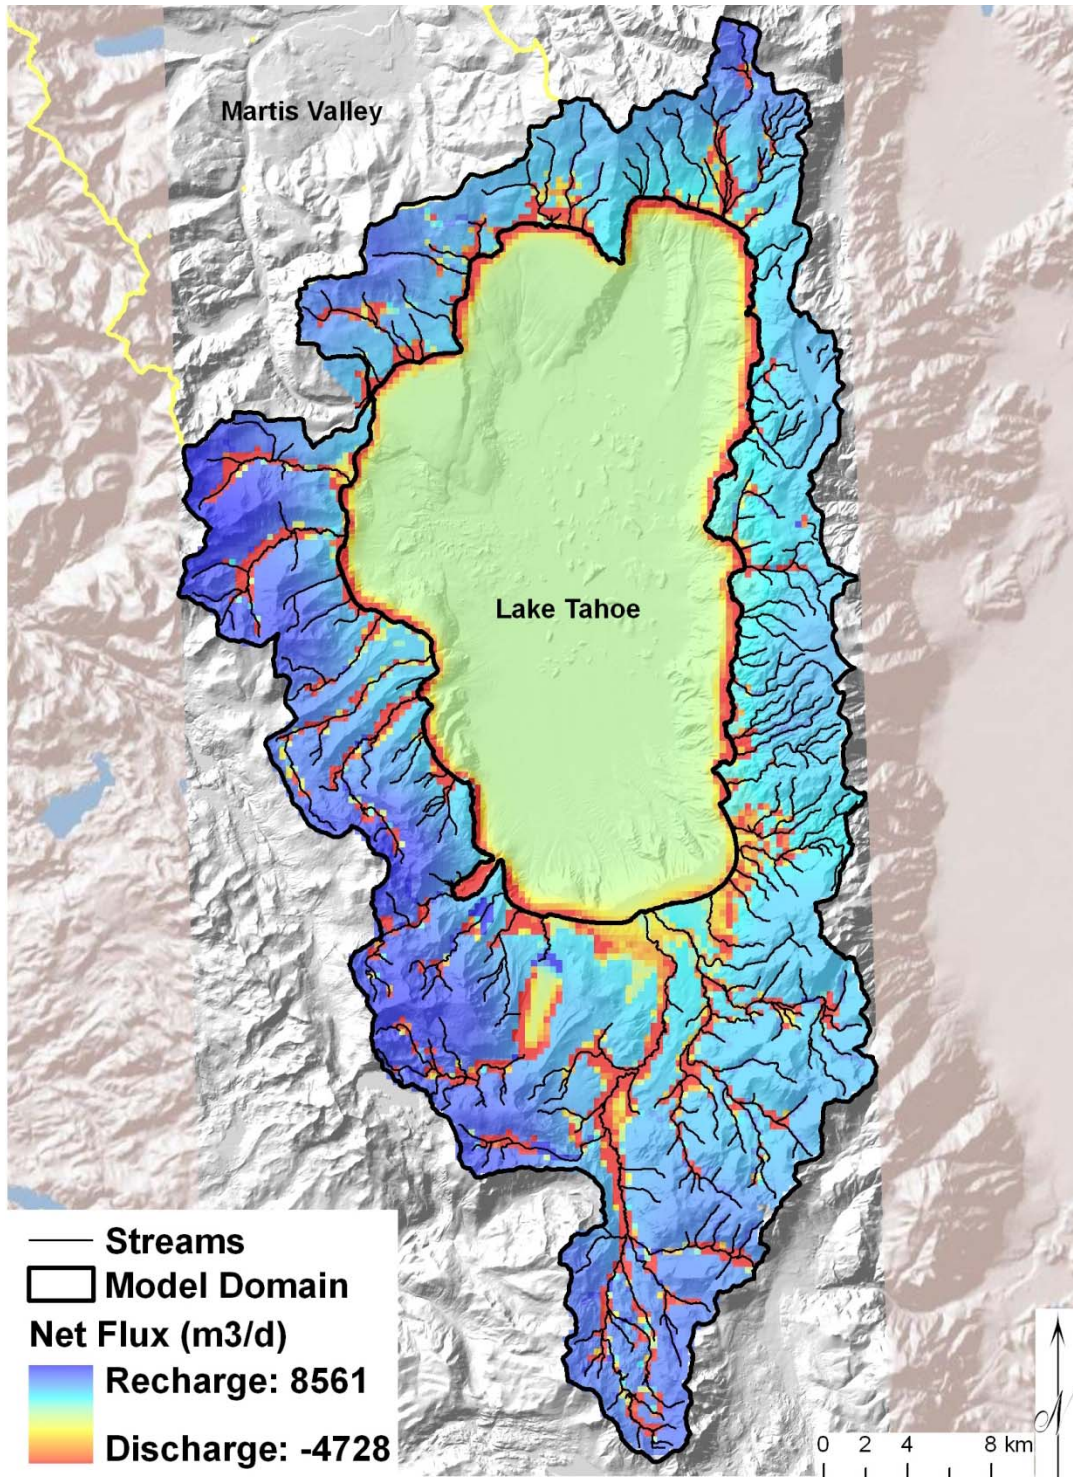 Martis Valley
Lake Tahoe
Streams
Model Domain
Net Flux (m3/d)
Recharge: 8561
Discharge: -4728
0 2 4 8 km
N